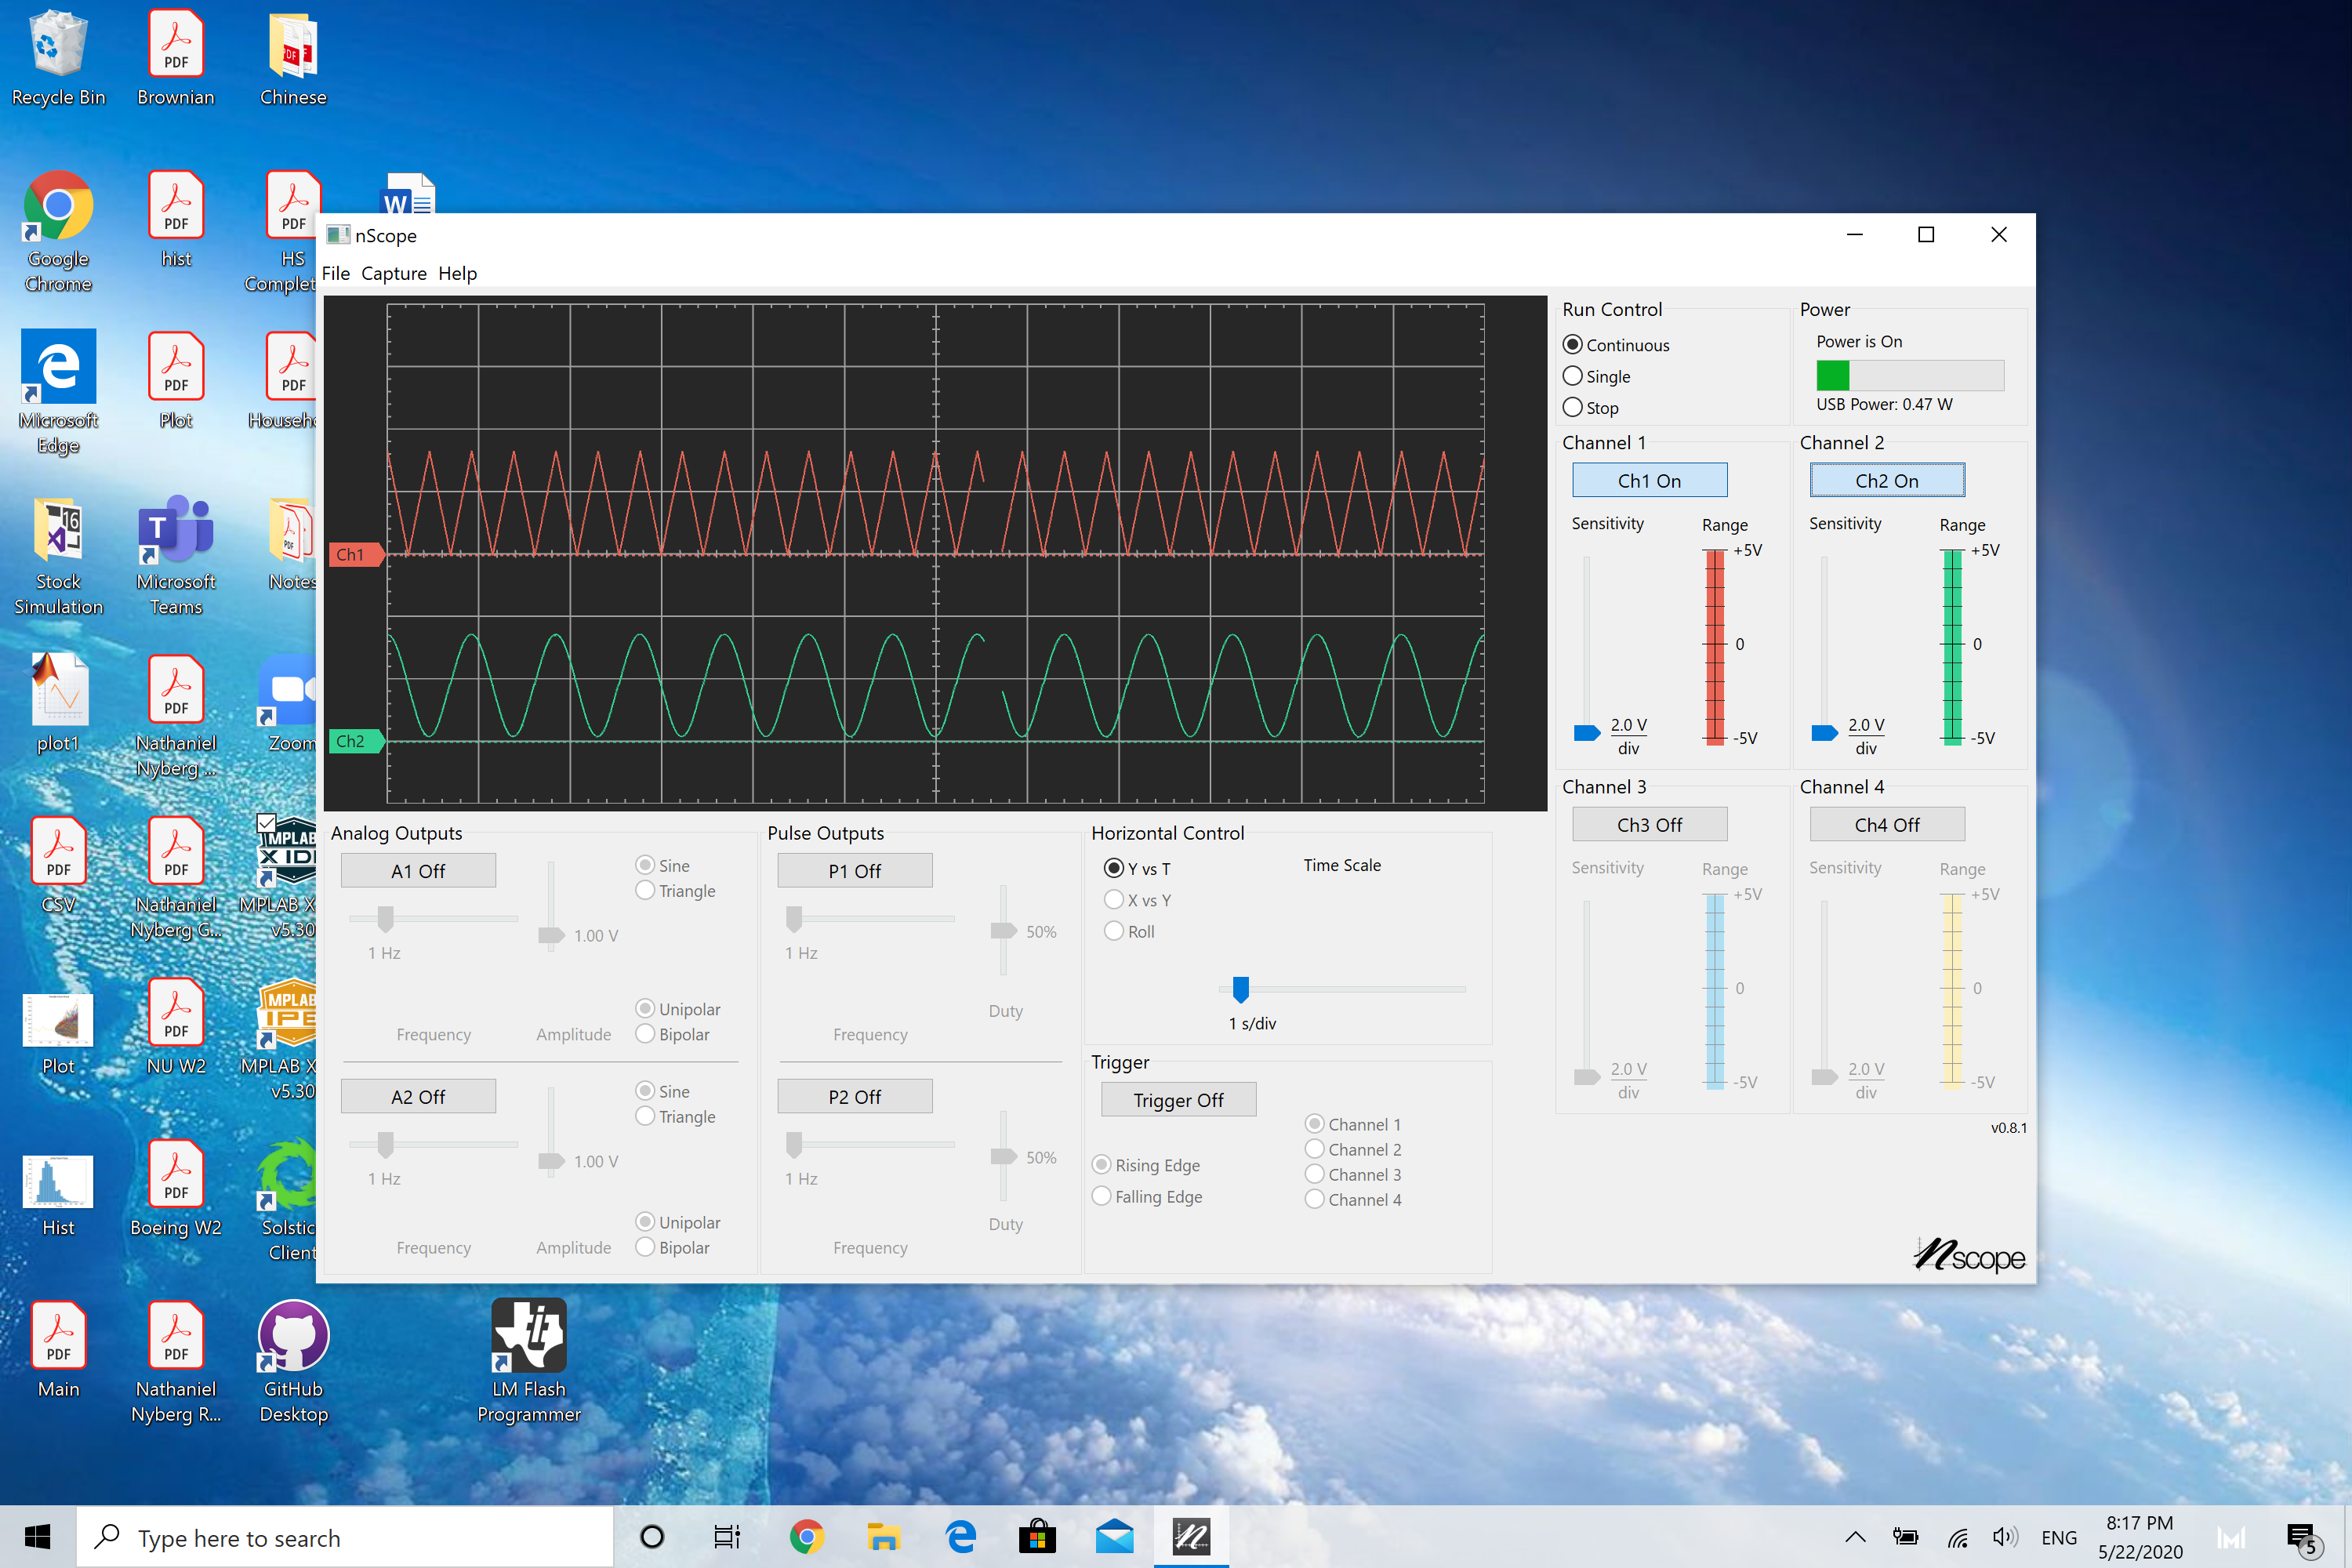 Recycle Bin
Brownian
Chinese
Google
Chrome
hist
HS
Complet
W
Microsoft
Edge
Plot
Househ
Stock
Simulation
Microsoft
Teams
Notes
plot1
Nathaniel
Nyberg ...
Zoom
CSV
Nathaniel
Nyberg G...
MPLAB X
v5.30
Plot
NU W2
MPLAB X
v5.30
Hist
Boeing W2
Solstic
Client
Main
Nathaniel
Nyberg R...
GitHub
Desktop
LM Flash
Programmer
nScope
File Capture Help
Ch1
Ch2
Run Control
Continuous
Single
Stop
Power
Power is On
USB Power: 0.47 W
Channel 1
Ch1 On
Sensitivity
Range
+5V
0
-5V
2.0 V
div
Channel 2
Ch2 On
Sensitivity
Range
+5V
0
-5V
2.0 V
div
Channel 3
Ch3 Off
Sensitivity
Range
+5V
0
-5V
2.0 V
div
Channel 4
Ch4 Off
Sensitivity
Range
+5V
0
-5V
2.0 V
div
v0.8.1
nscope
Analog Outputs
A1 Off
1 Hz
1.00 V
Sine
Triangle
Unipolar
Bipolar
Frequency
Amplitude
A2 Off
1 Hz
1.00 V
Sine
Triangle
Unipolar
Bipolar
Frequency
Amplitude
Pulse Outputs
P1 Off
1 Hz
50%
Duty
Frequency
P2 Off
1 Hz
50%
Duty
Frequency
Horizontal Control
Y vs T
X vs Y
Roll
Time Scale
1 s/div
Trigger
Trigger Off
Rising Edge
Falling Edge
Channel 1
Channel 2
Channel 3
Channel 4
Type here to search
ENG
8:17 PM
5/22/2020
5